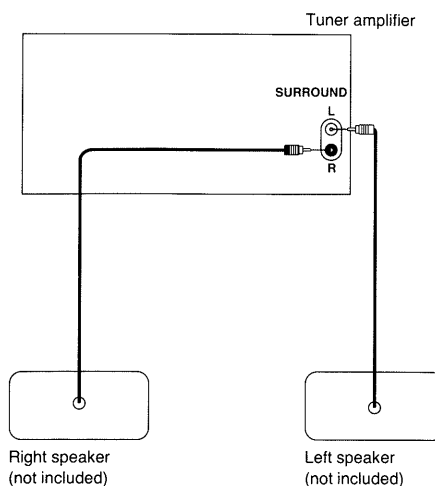 Tuner amplifier
SURROUND
L
R
Right speaker
(not included)
Left speaker
(not included)